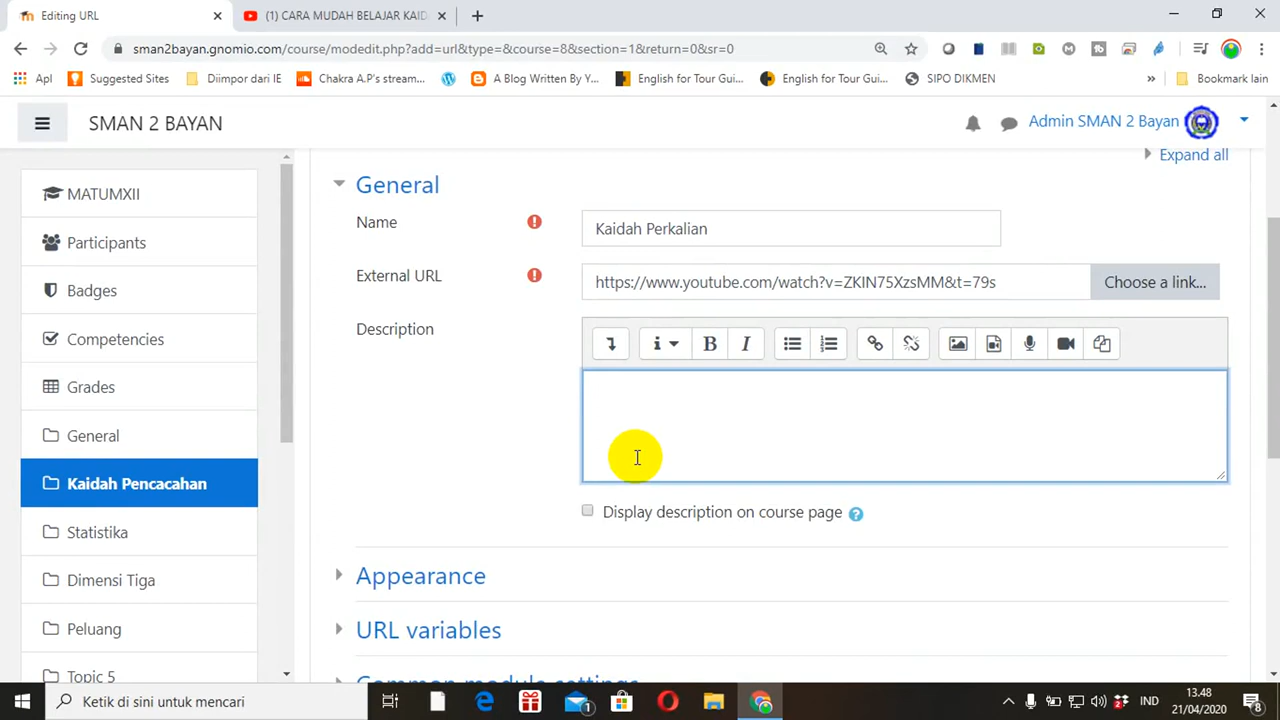 Editing URL
(1) CARA MUDAH BELAJAR KAID
sman2bayan.gnomio.com/course/modedit.php?add=url&type=&course=8&section=1&return=0&sr=0
Apl
Suggested Sites
Diimpor dari IE
Chakra A.P's stream...
A Blog Written By Y...
English for Tour Gui...
English for Tour Gui...
SIPO DIKMEN
»
Bookmark lain
SMAN 2 BAYAN
Admin SMAN 2 Bayan
Expand all
MATUMXII
Participants
Badges
Competencies
Grades
General
Kaidah Pencacahan
Statistika
Dimensi Tiga
Peluang
Topic 5
General
Name
Kaidah Perkalian
External URL
https://www.youtube.com/watch?v=ZKIN75XzsMM&t=79s
Choose a link...
Description
B
I
Display description on course page
Appearance
URL variables
Common module settings
Ketik di sini untuk mencari
1
IND
13.48
21/04/2020
8